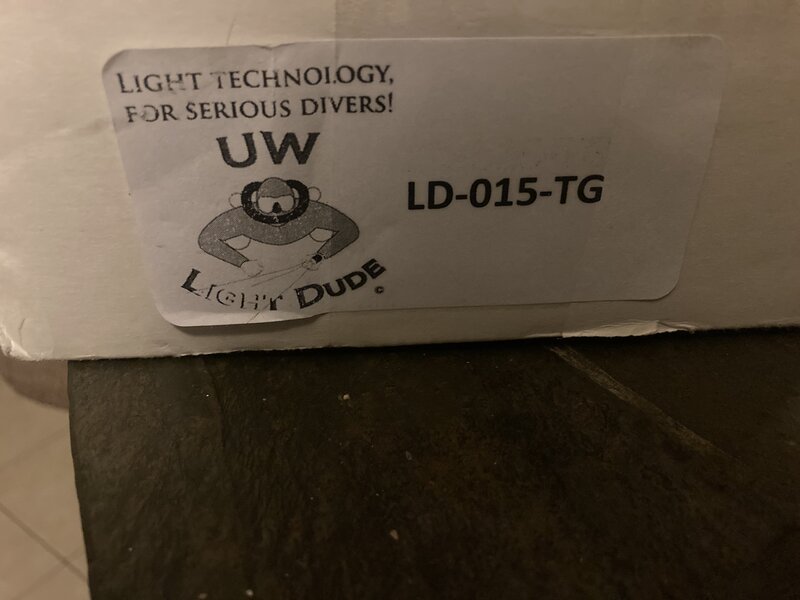 LIGHT TECHNOLOGY,
FOR SERIOUS DIVERS!
UW
LIGHT DUDE
©
LD-015-TG